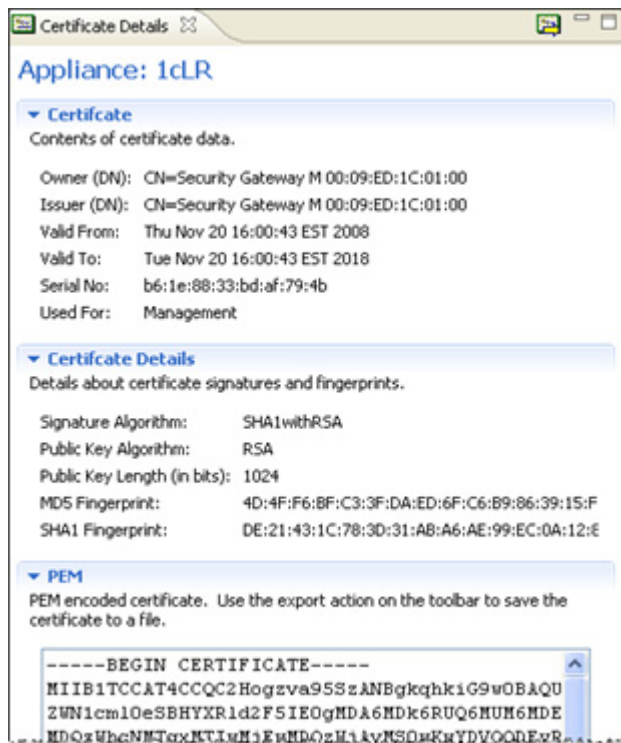 Certificate Details
Appliance: 1cLR
Certifcate
Contents of certificate data.
Owner (DN): CN=Security Gateway M 00:09:ED:1C:01:00
Issuer (DN): CN=Security Gateway M 00:09:ED:1C:01:00
Valid From: Thu Nov 20 16:00:43 EST 2008
Valid To: Tue Nov 20 16:00:43 EST 2018
Serial No: b6:1e:88:33:bd:af:79:4b
Used For: Management
Certifcate Details
Details about certificate signatures and fingerprints.
Signature Algorithm: SHA1withRSA
Public Key Algorithm: RSA
Public Key Length (in bits): 1024
MD5 Fingerprint: 4D:4F:F6:BF:C3:3F:DA:ED:6F:C6:B9:86:39:15:F
SHA1 Fingerprint: DE:21:43:1C:78:3D:31:AB:A6:AE:99:EC:0A:12:
PEM
PEM encoded certificate. Use the export action on the toolbar to save the
certificate to a file.
-----BEGIN CERTIFICATE-----
MIIB1TCCAT4CCQC2Hogzva95SzANBgkqhkiG9w0BAQU
ZWN1cml0eSBHYXRld2F5IE0gMDA6MDk6RUQ6MUM6MDE